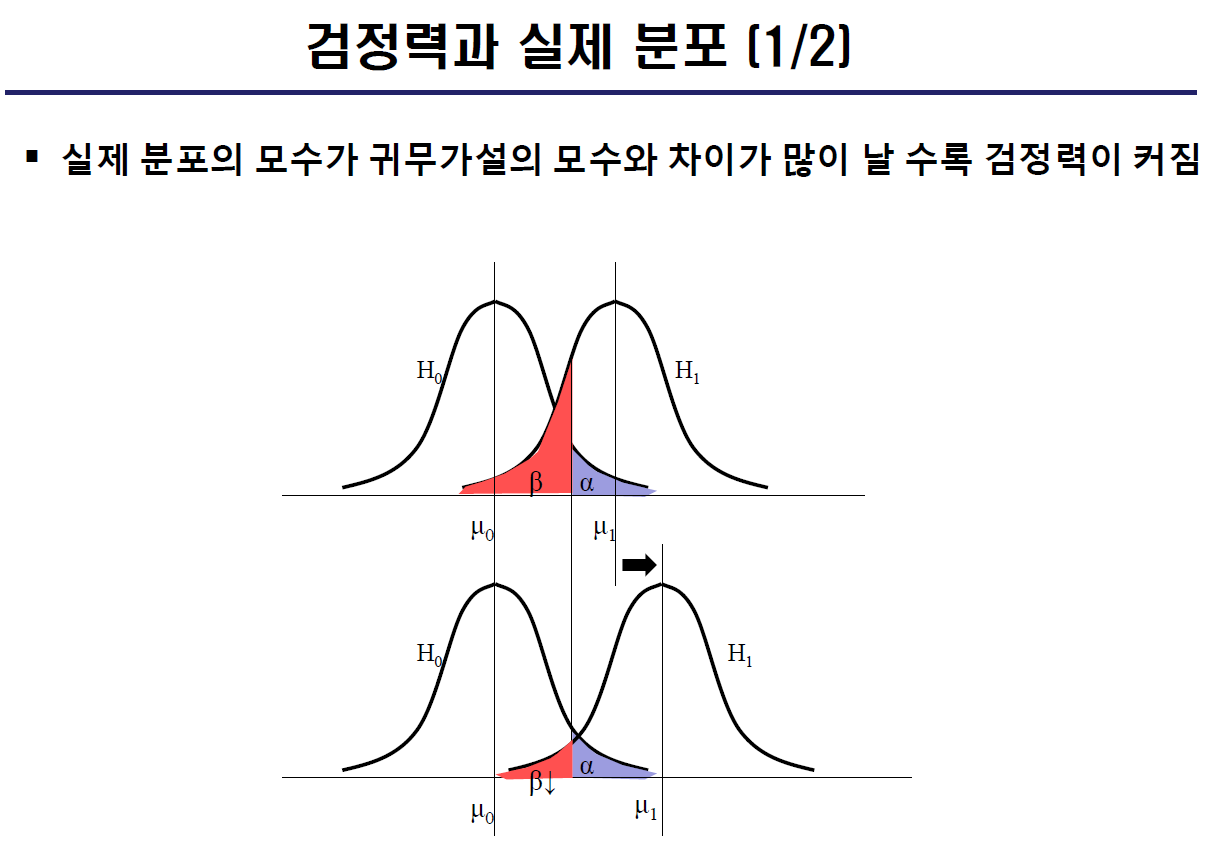 검정력과 실제 분포 (1/2)
▪ 실제 분포의 모수가 귀무가설의 모수와 차이가 많이 날 수록 검정력이 커짐
H₀ H₁
β α
μ₀ μ₁
H₀ H₁
α
β↓
μ₀ μ₁